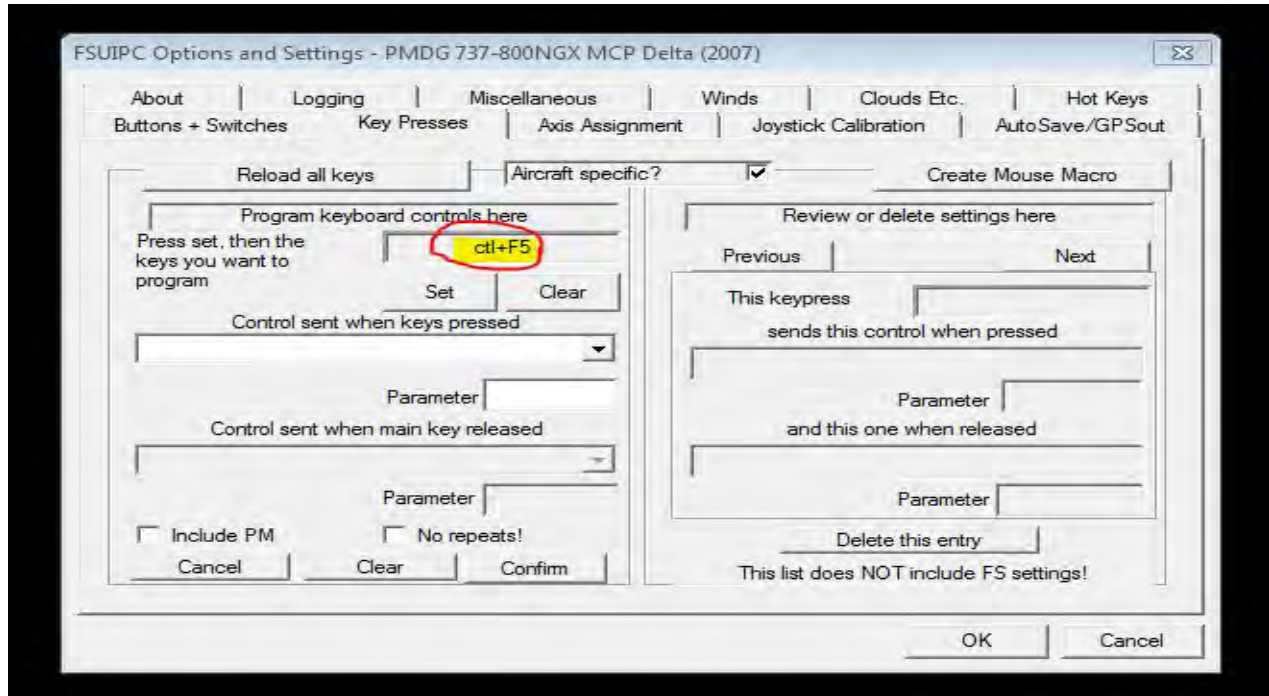 FSUIPC Options and Settings - PMDG 737-800NGX MCP Delta (2007)
About Logging Miscellaneous Winds Clouds Etc. Hot Keys
Buttons + Switches Key Presses Axis Assignment Joystick Calibration AutoSave/GPSout
Reload all keys Aircraft specific? Create Mouse Macro
Program keyboard controls here
Press set, then the
keys you want to
program
ctl+F5
Set Clear
Control sent when keys pressed
Parameter
Control sent when main key released
Parameter
Include PM No repeats!
Cancel Clear Confirm
Review or delete settings here
Previous Next
This keypress
sends this control when pressed
Parameter
and this one when released
Parameter
Delete this entry
This list does NOT include FS settings!
OK Cancel